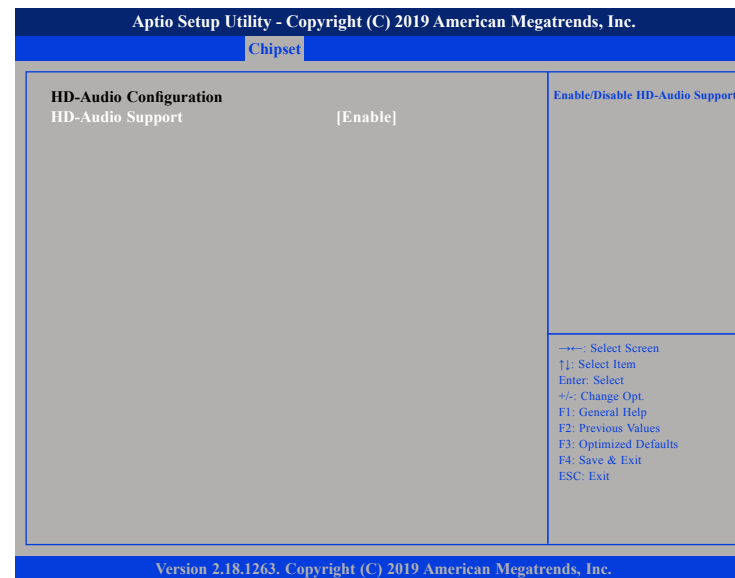 Aptio Setup Utility - Copyright (C) 2019 American Megatrends, Inc.
Chipset
HD-Audio Configuration
HD-Audio Support [Enable]
Enable/Disable HD-Audio Support
→←: Select Screen
↑↓: Select Item
Enter: Select
+/-: Change Opt.
F1: General Help
F2: Previous Values
F3: Optimized Defaults
F4: Save & Exit
ESC: Exit
Version 2.18.1263. Copyright (C) 2019 American Megatrends, Inc.